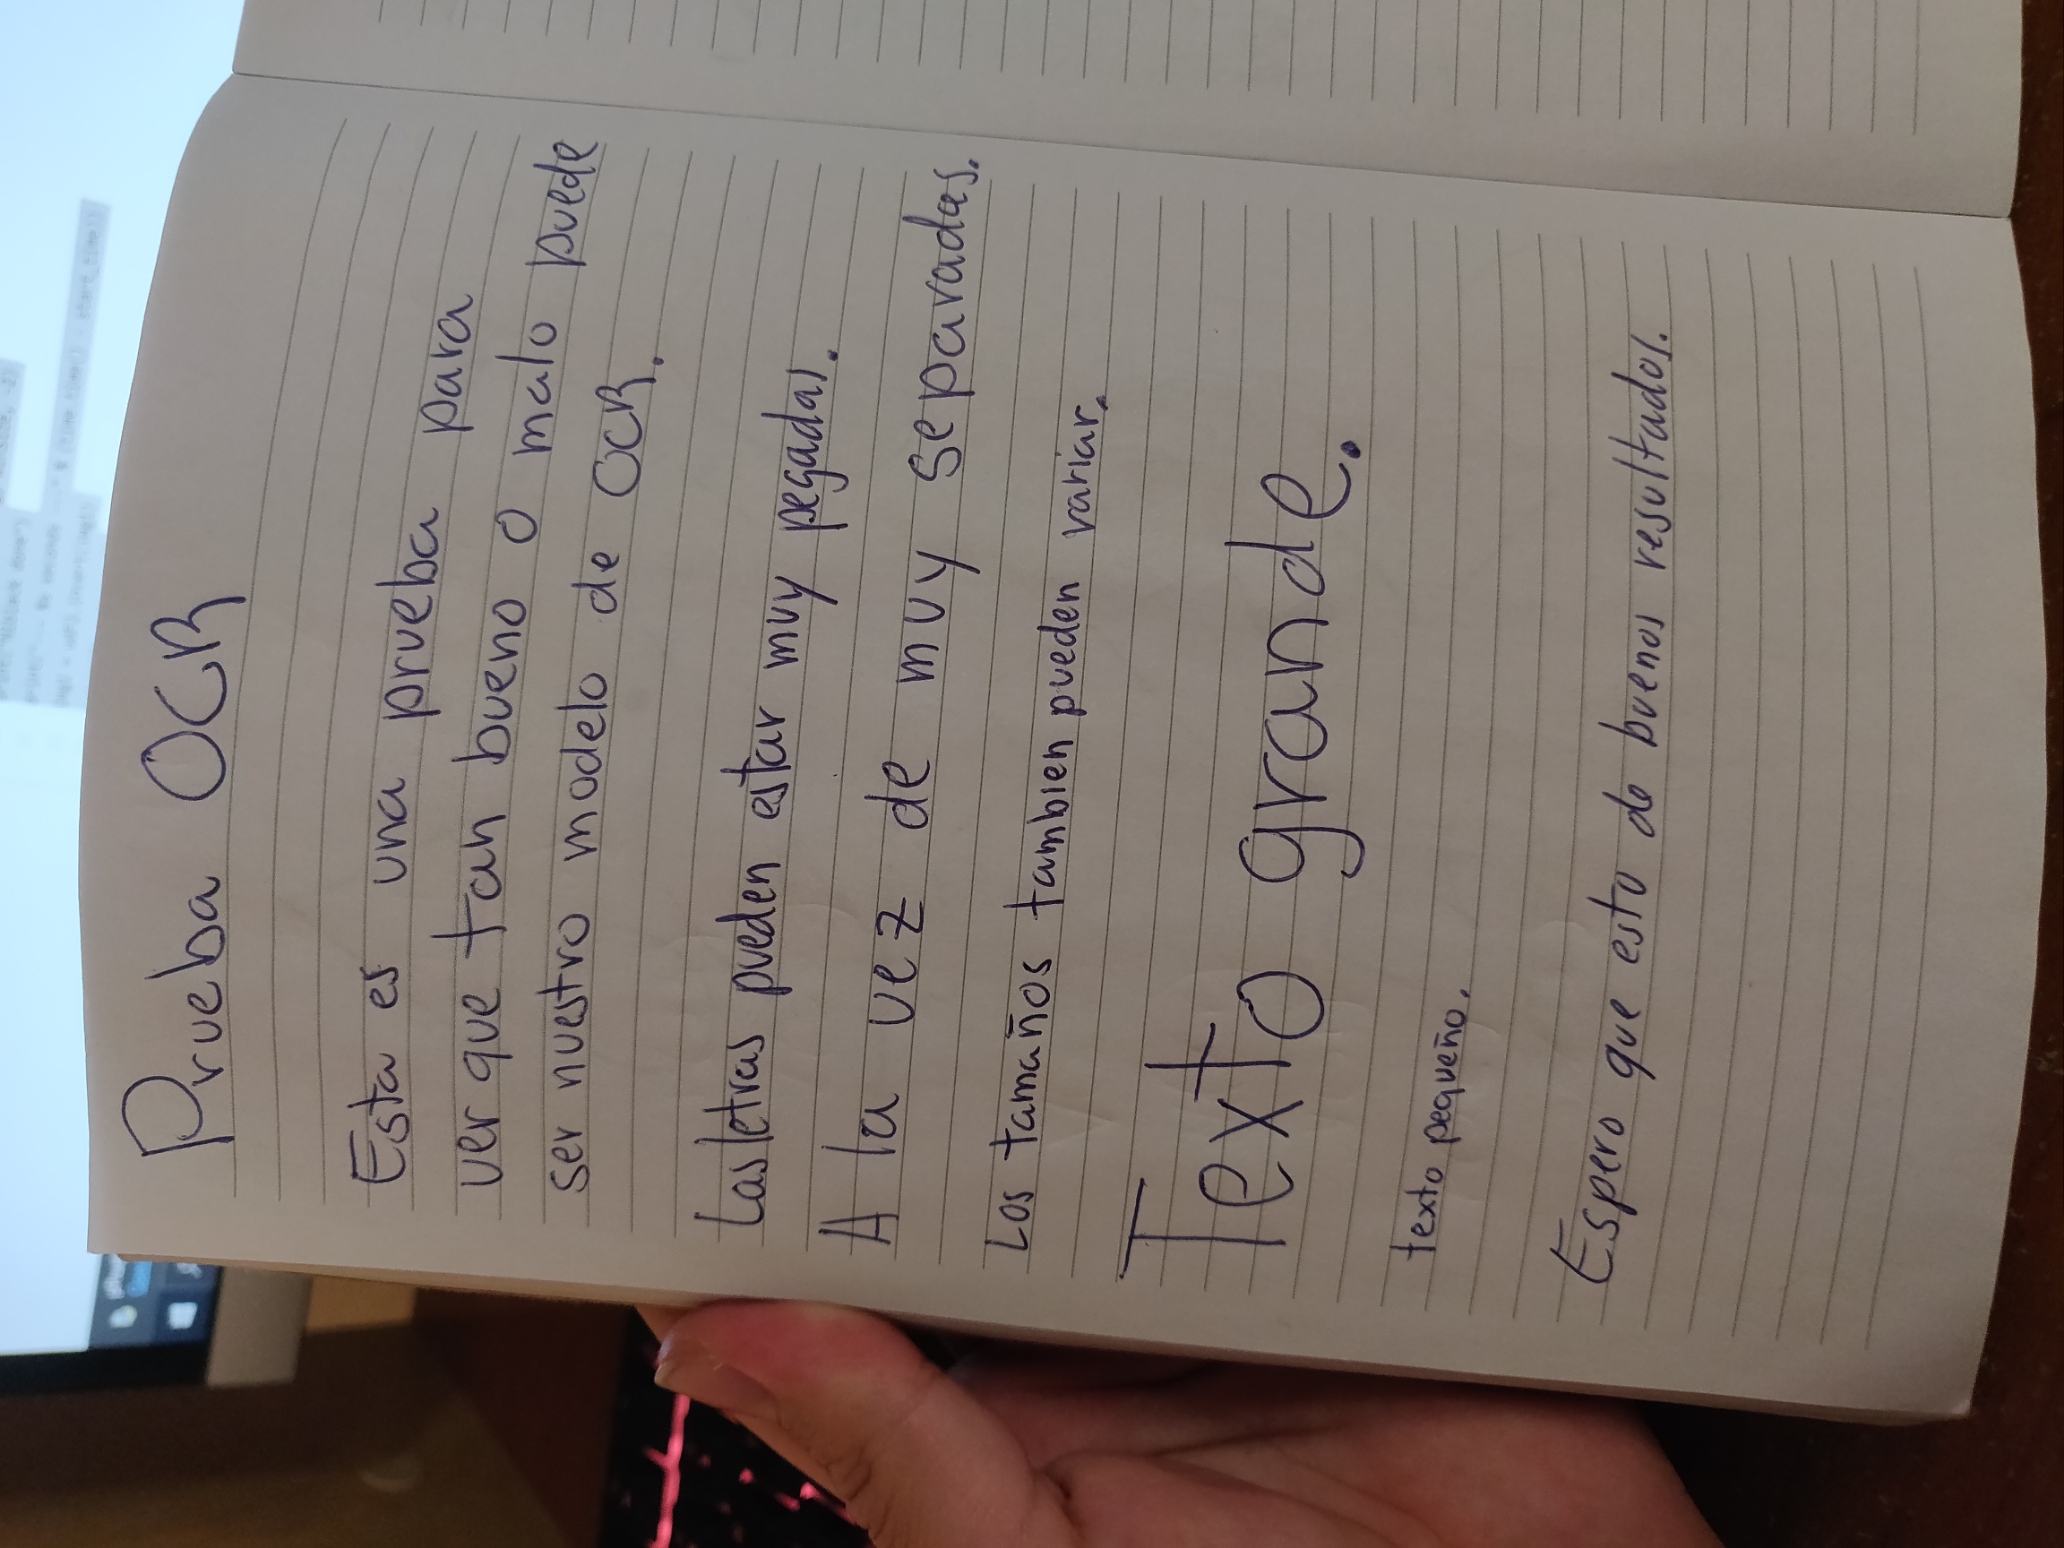 Prueba OCR
Esta es una prueba para
ver que tan bueno o malo puede
ser nuestro modelo de OCR.
Las letras pueden estar muy pegadas.
A la vez de muy separadas.
Los tamaños tambien pueden variar.
Texto grande.
texto pequeño.
Espero que esto de buenos resultados.